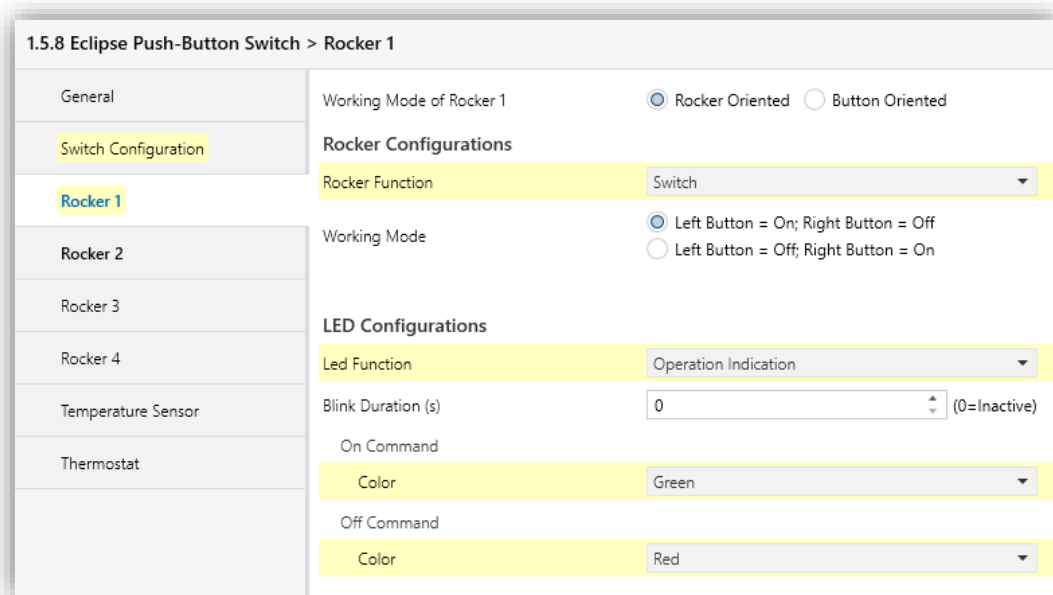 1.5.8 Eclipse Push-Button Switch > Rocker 1
General
Switch Configuration
Rocker 1
Rocker 2
Rocker 3
Rocker 4
Temperature Sensor
Thermostat
Working Mode of Rocker 1 Rocker Oriented Button Oriented
Rocker Configurations
Rocker Function Switch
Working Mode
Left Button = On; Right Button = Off
Left Button = Off; Right Button = On
LED Configurations
Led Function Operation Indication
Blink Duration (s) 0 (0=Inactive)
On Command
Color Green
Off Command
Color Red